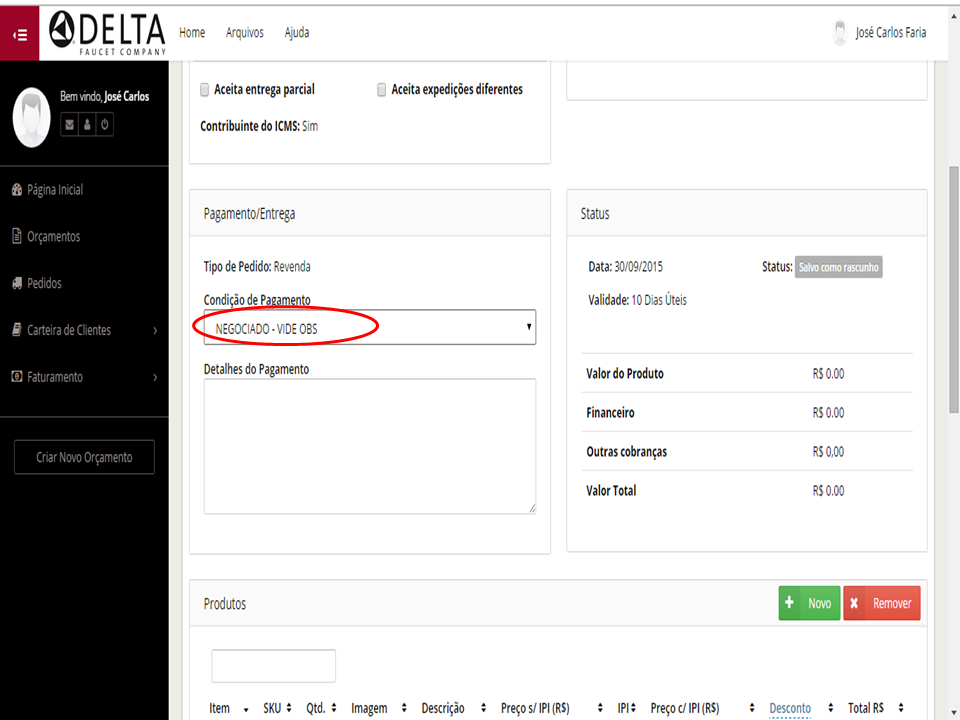 DELTA
FAUCET COMPANY
Home Arquivos Ajuda
José Carlos Faria
Bem vindo, José Carlos
Página Inicial
Orçamentos
Pedidos
Carteira de Clientes
Faturamento
Criar Novo Orçamento
Aceita entrega parcial Aceita expedições diferentes
Contribuinte do ICMS: Sim
Pagamento/Entrega
Tipo de Pedido: Revenda
Condição de Pagamento
NEGOCIADO - VIDE OBS
Detalhes do Pagamento
Status
Data: 30/09/2015 Status: Salvo como rascunho
Validade: 10 Dias Úteis
Valor do Produto R$ 0.00
Financeiro R$ 0.00
Outras cobranças R$ 0,00
Valor Total R$ 0.00
Produtos
Novo Remover
Item SKU Qtd. Imagem Descrição Preço s/ IPI (R$) IPI Preço c/ IPI (R$) Desconto Total R$